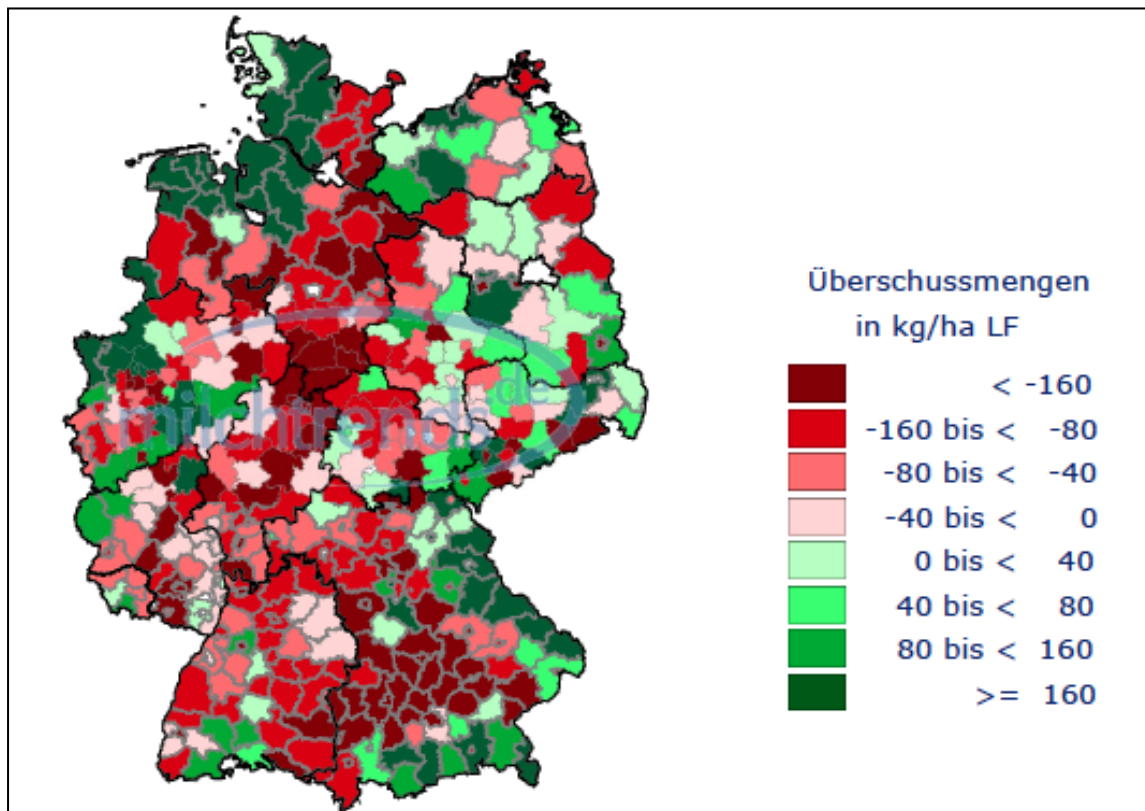 Überschussmengen
in kg/ha LF
< -160
-160 bis < -80
-80 bis < -40
-40 bis < 0
0 bis < 40
40 bis < 80
80 bis < 160
>= 160
milchtrends.de